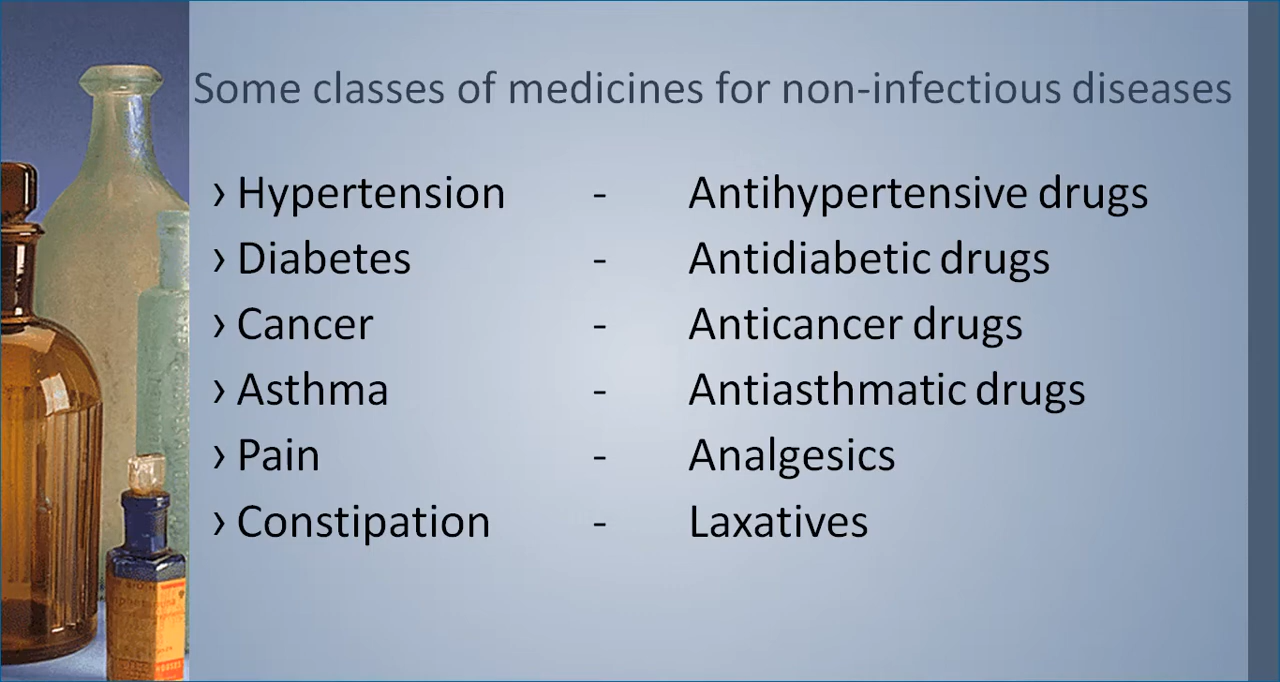 Some classes of medicines for non-infectious diseases
› Hypertension - Antihypertensive drugs
› Diabetes - Antidiabetic drugs
› Cancer - Anticancer drugs
› Asthma - Antiasthmatic drugs
› Pain - Analgesics
› Constipation - Laxatives